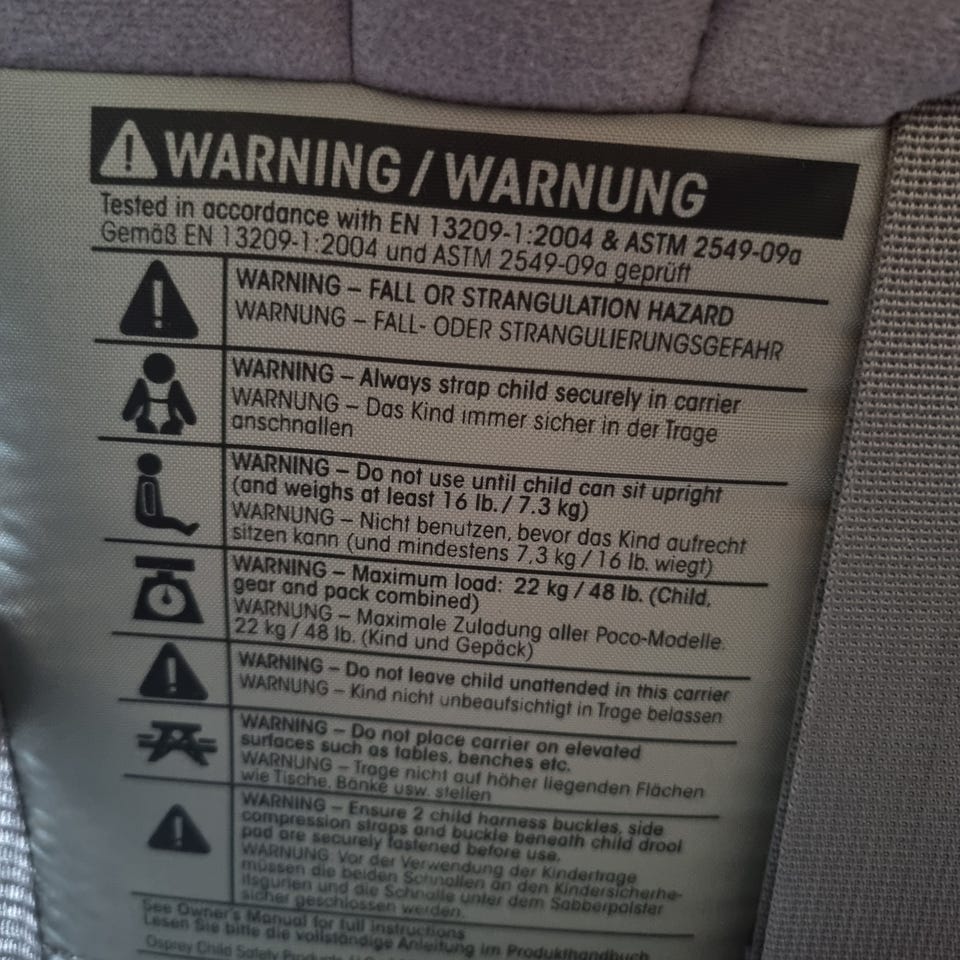 WARNING / WARNUNG
Tested in accordance with EN 13209-1:2004 & ASTM 2549-09a
Gemäß EN 13209-1:2004 und ASTM 2549-09a geprüft
WARNING – FALL OR STRANGULATION HAZARD
WARNUNG – FALL- ODER STRANGULIERUNGSGEFAHR
WARNING – Always strap child securely in carrier
WARNUNG – Das Kind immer sicher in der Trage
anschnallen
WARNING – Do not use until child can sit upright
(and weighs at least 16 lb. / 7.3 kg)
WARNUNG – Nicht benutzen, bevor das Kind aufrecht
sitzen kann (und mindestens 7,3 kg / 16 lb. wiegt)
WARNING – Maximum load: 22 kg / 48 lb. (Child,
gear and pack combined)
WARNUNG – Maximale Zuladung aller Poco-Modelle.
22 kg / 48 lb. (Kind und Gepäck)
WARNING – Do not leave child unattended in this carrier
WARNUNG – Kind nicht unbeaufsichtigt in Trage belassen
WARNING – Do not place carrier on elevated
surfaces such as tables, benches etc.
WARNUNG – Trage nicht auf höher liegenden Flächen
wie Tische, Bänke usw. stellen
WARNING – Ensure 2 child harness buckles, side
compression straps and buckle beneath child drool
pad are securely fastened before use.
WARNUNG: Vor der Verwendung der Kindertrage
müssen die beiden Schnallen an den Kindersicherhe-
itsgurten und die Schnalle unter dem Sabberpolster
sicher geschlossen werden.
See Owner's Manual for full instructions
Lesen Sie bitte die vollständige Anleitung im Produkthandbuch
Osprey Child Safety Products